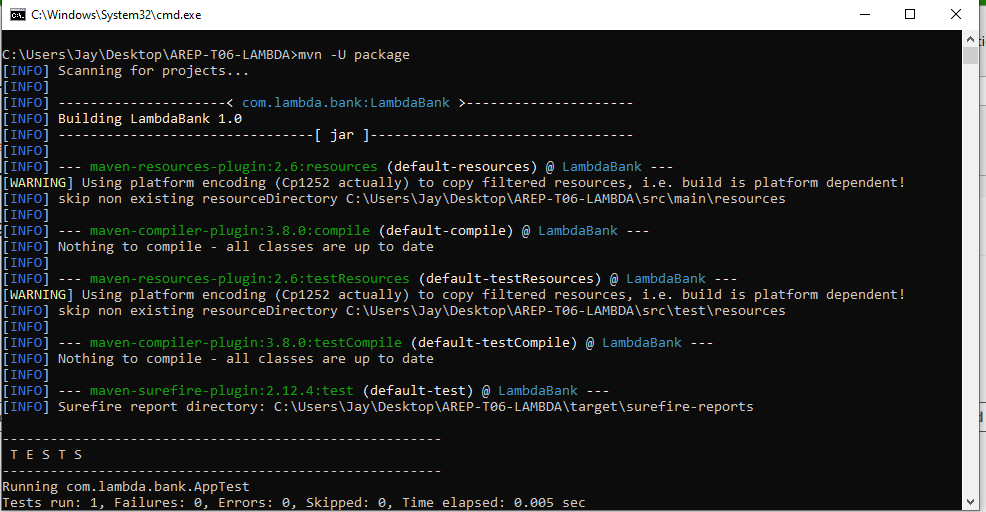 C:\Windows\System32\cmd.exe
C:\Users\Jay\Desktop\AREP-T06-LAMBDA>mvn -U package
[INFO] Scanning for projects...
[INFO]
[INFO] ---------------------< com.lambda.bank:LambdaBank >---------------------
[INFO] Building LambdaBank 1.0
[INFO] --------------------------------[ jar ]---------------------------------
[INFO]
[INFO] --- maven-resources-plugin:2.6:resources (default-resources) @ LambdaBank ---
[WARNING] Using platform encoding (Cp1252 actually) to copy filtered resources, i.e. build is platform dependent!
[INFO] skip non existing resourceDirectory C:\Users\Jay\Desktop\AREP-T06-LAMBDA\src\main\resources
[INFO]
[INFO] --- maven-compiler-plugin:3.8.0:compile (default-compile) @ LambdaBank ---
[INFO] Nothing to compile - all classes are up to date
[INFO]
[INFO] --- maven-resources-plugin:2.6:testResources (default-testResources) @ LambdaBank ---
[WARNING] Using platform encoding (Cp1252 actually) to copy filtered resources, i.e. build is platform dependent!
[INFO] skip non existing resourceDirectory C:\Users\Jay\Desktop\AREP-T06-LAMBDA\src\test\resources
[INFO]
[INFO] --- maven-compiler-plugin:3.8.0:testCompile (default-testCompile) @ LambdaBank ---
[INFO] Nothing to compile - all classes are up to date
[INFO]
[INFO] --- maven-surefire-plugin:2.12.4:test (default-test) @ LambdaBank ---
[INFO] Surefire report directory: C:\Users\Jay\Desktop\AREP-T06-LAMBDA\target\surefire-reports
-------------------------------------------------------
T E S T S
-------------------------------------------------------
Running com.lambda.bank.AppTest
Tests run: 1, Failures: 0, Errors: 0, Skipped: 0, Time elapsed: 0.005 sec